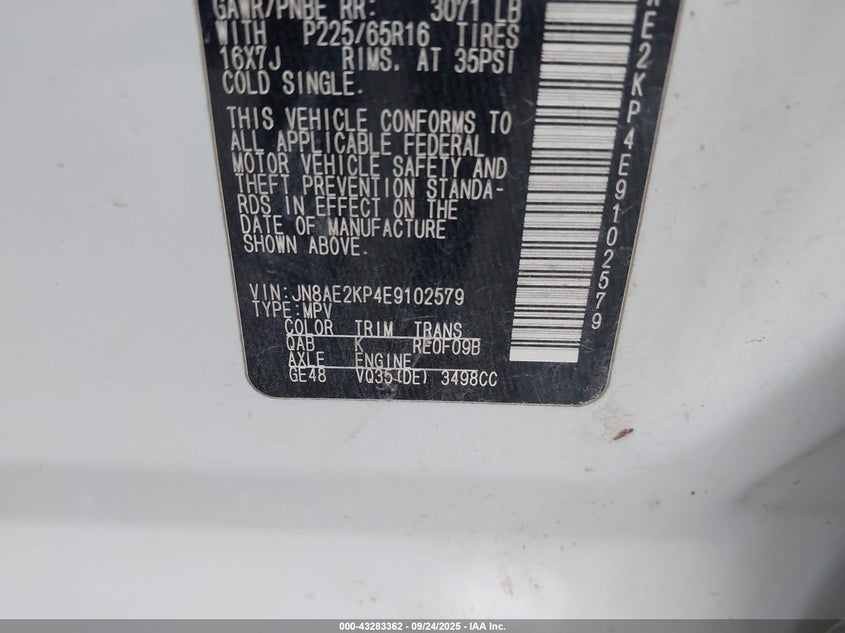 GAWR/PNBE RR: 3071 LB
WITH P225/65R16 TIRES
16X7J RIMS. AT 35PSI
COLD SINGLE.
THIS VEHICLE CONFORMS TO
ALL APPLICABLE FEDERAL
MOTOR VEHICLE SAFETY AND
THEFT PREVENTION STANDA-
RDS IN EFFECT ON THE
DATE OF MANUFACTURE
SHOWN ABOVE.
VIN:JN8AE2KP4E9102579
TYPE:MPV
COLOR TRIM TRANS
QAB K RE0F09B
AXLE ENGINE
GE48 VQ35(DE) 3498CC
E2KP4E9102579
000-43283362 - 09/24/2025 - IAA Inc.